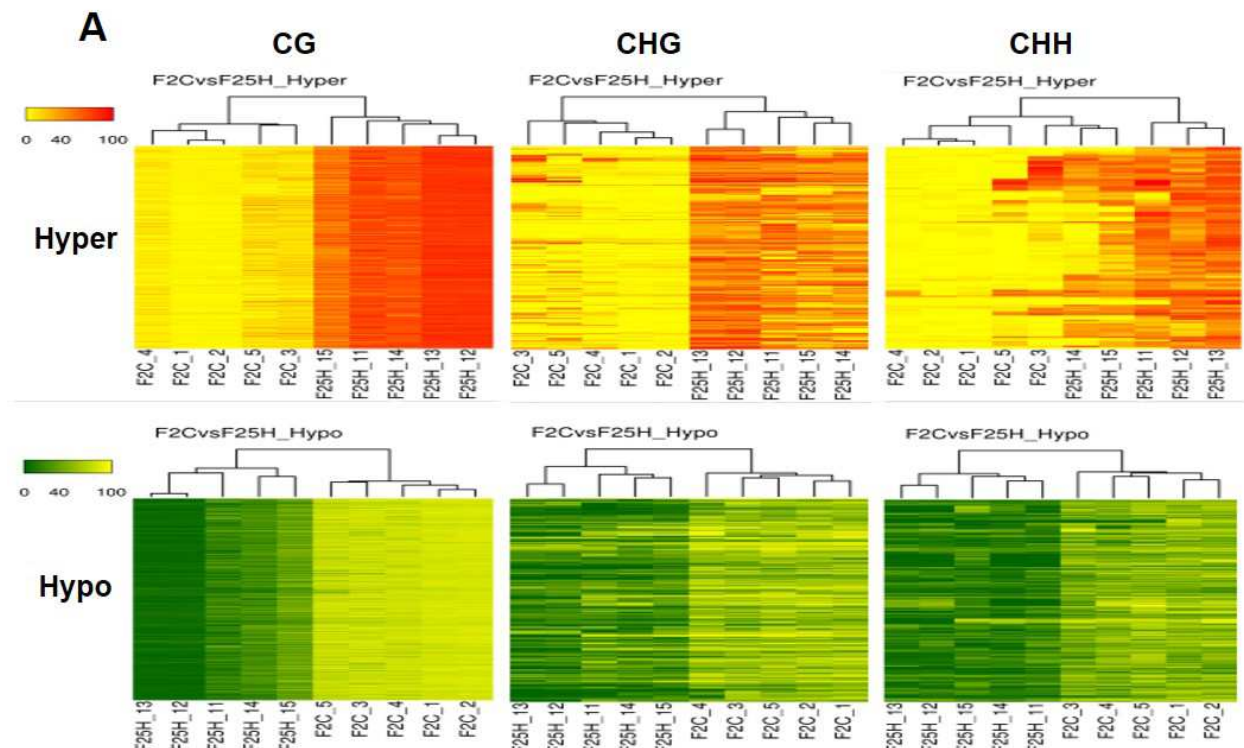 A
CG CHG CHH
F2CvsF25H_Hyper F2CvsF25H_Hyper F2CvsF25H_Hyper
0 40 100
Hyper
F2C_4 F2C_1 F2C_2 F2C_5 F2C_3 F25H_15 F25H_11 F25H_14 F25H_13 F25H_12
F2C_3 F2C_5 F2C_4 F2C_1 F2C_2 F25H_13 F25H_12 F25H_11 F25H_15 F25H_14
F2C_4 F2C_2 F2C_1 F2C_5 F2C_3 F25H_14 F25H_15 F25H_11 F25H_12 F25H_13
F2CvsF25H_Hypo F2CvsF25H_Hypo F2CvsF25H_Hypo
0 40 100
Hypo
F25H_13 F25H_12 F25H_11 F25H_14 F25H_15 F2C_5 F2C_3 F2C_4 F2C_1 F2C_2
F25H_13 F25H_12 F25H_11 F25H_14 F25H_15 F2C_4 F2C_3 F2C_5 F2C_2 F2C_1
F25H_13 F25H_12 F25H_15 F25H_14 F25H_11 F2C_3 F2C_4 F2C_5 F2C_1 F2C_2